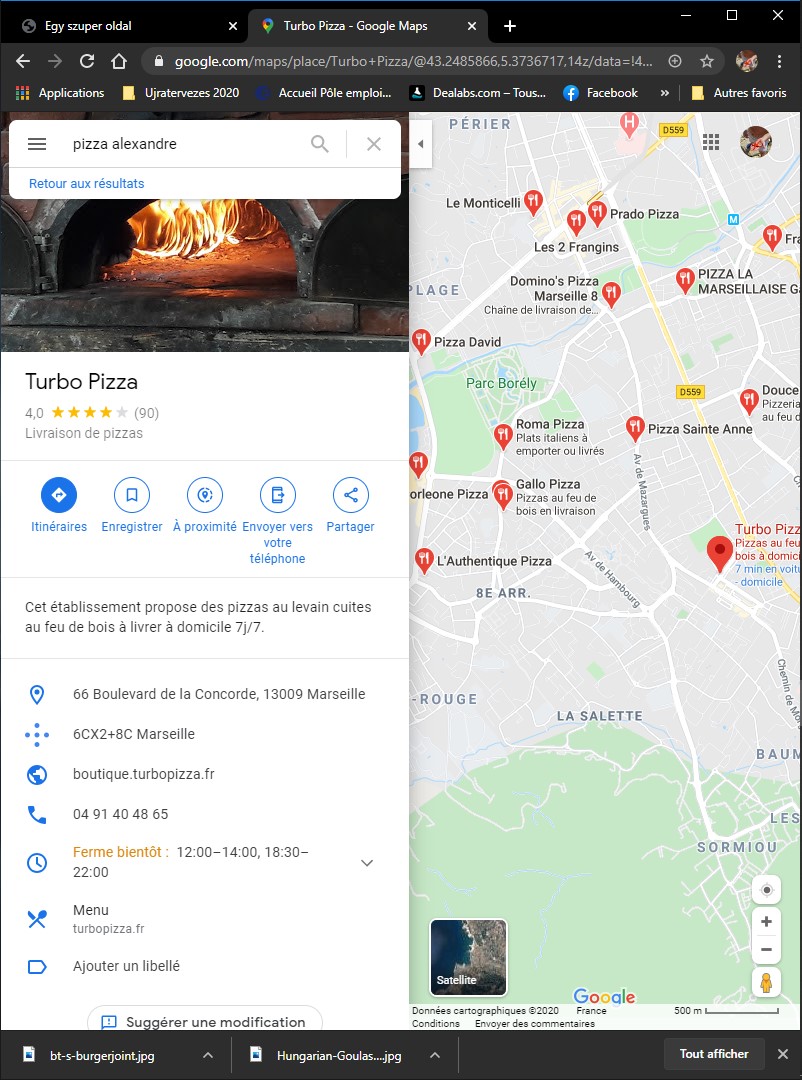 Egy szuper oldal
Turbo Pizza - Google Maps
google.com/maps/place/Turbo+Pizza/@43.2485866,5.3736717,14z/data=!4...
Applications
Ujratervezes 2020
Accueil Pôle emploi...
Dealabs.com – Tous...
Facebook
»
Autres favoris
pizza alexandre
Retour aux résultats
Turbo Pizza
4,0
(90)
Livraison de pizzas
Itinéraires
Enregistrer
À proximité
Envoyer vers
votre
téléphone
Partager
Cet établissement propose des pizzas au levain cuites
au feu de bois à livrer à domicile 7j/7.
66 Boulevard de la Concorde, 13009 Marseille
6CX2+8C Marseille
boutique.turbopizza.fr
04 91 40 48 65
Ferme bientôt : 12:00–14:00, 18:30–
22:00
Menu
turbopizza.fr
Ajouter un libellé
Suggérer une modification
PÉRIER
H
D559
Le Monticelli
Prado Pizza
M
Fra
Les 2 Frangins
Domino's Pizza
Marseille 8
Chaîne de livraison de...
PIZZA LA
MARSEILLAISE Ga
PLAGE
Pizza David
Parc Borély
D559
Douce
Pizzeria
au feu d
Roma Pizza
Plats italiens à
emporter ou livrés
Pizza Sainte Anne
Av de Mazargues
orleone Pizza
Gallo Pizza
Pizzas au feu de
bois en livraison
Turbo Pizz
Pizzas au feu
bois à domici
7 min en voitu
- domicile
L'Authentique Pizza
Av de Hambourg
8E ARR.
-ROUGE
LA SALETTE
Chemin de Mor
BAUM
LES
SORMIOU
Satellite
Google
Données cartographiques ©2020
France
500 m
Conditions
Envoyer des commentaires
bt-s-burgerjoint.jpg
Hungarian-Goulas....jpg
Tout afficher